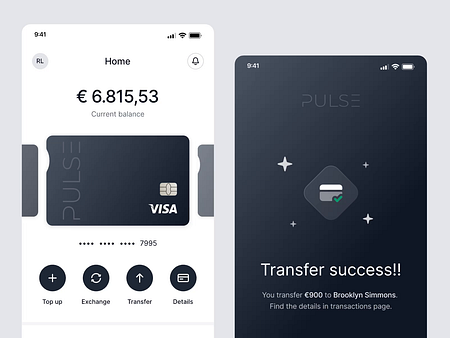 9:41
RL
Home
€ 6.815,53
Current balance
PULSE
VISA
•••• •••• •••• 7995
Top up
Exchange
Transfer
Details
9:41
PULSE
Transfer success!!
You transfer €900 to Brooklyn Simmons.
Find the details in transactions page.